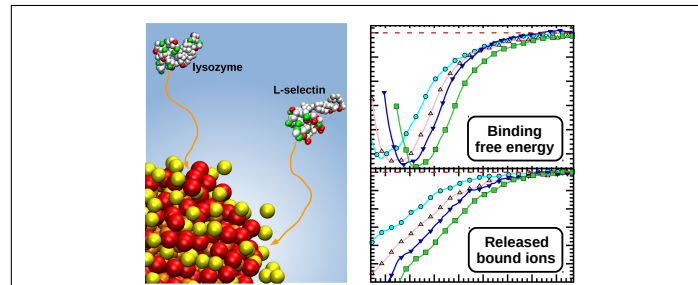 lysozyme
L-selectin
Binding
free energy
Released
bound ions